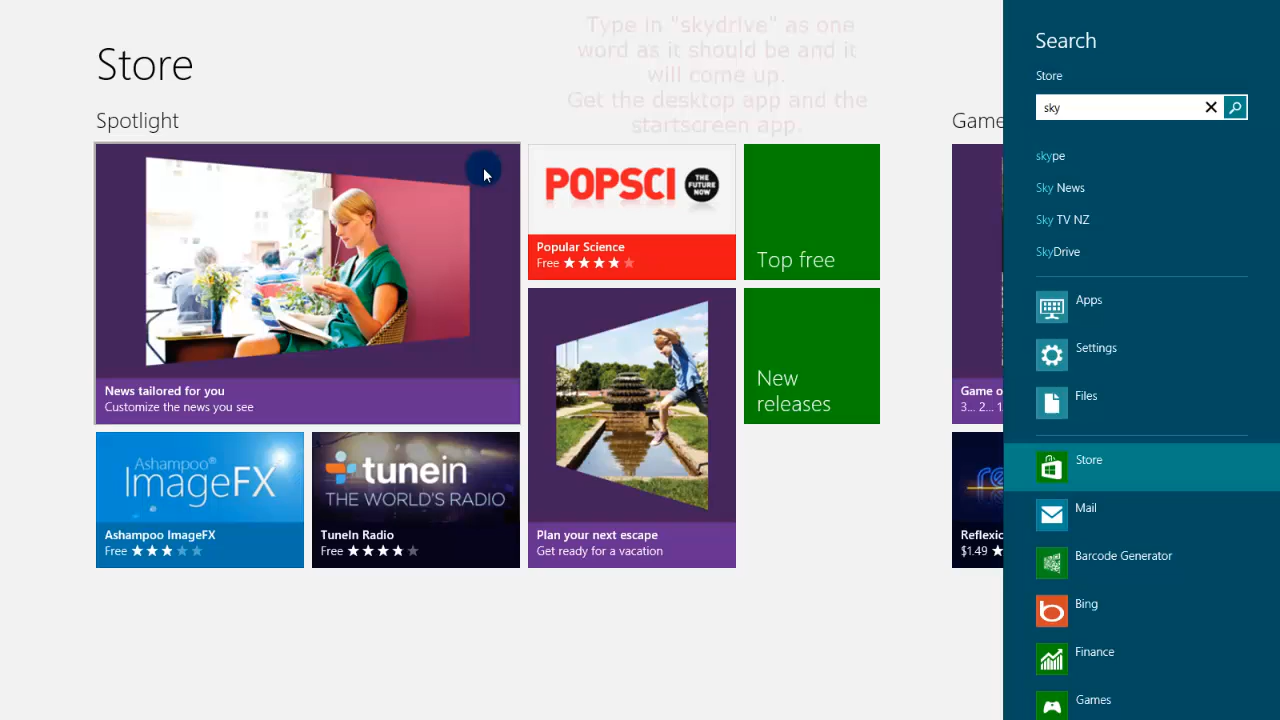 Type in "skydrive" as one
word as it should be and it
will come up.
Get the desktop app and the
startscreen app.
Store
Spotlight
News tailored for you
Customize the news you see
POPSCI
THE
FUTURE
NOW
Popular Science
Free
Top free
New
releases
Ashampoo®
ImageFX
Ashampoo ImageFX
Free
tunein
THE WORLD'S RADIO
TuneIn Radio
Free
Plan your next escape
Get ready for a vacation
Game
Game o
3... 2... 1
re
Reflexic
$1.49
Search
Store
sky
skype
Sky News
Sky TV NZ
SkyDrive
Apps
Settings
Files
Store
Mail
Barcode Generator
Bing
Finance
Games